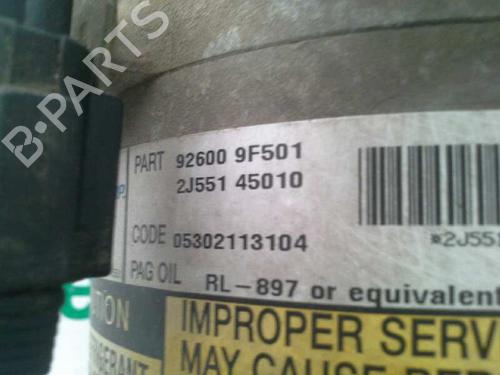 B-PARTS
PART 92600 9F501
2J551 45010
CODE 05302113104
PAG OIL RL-897 or equivalent
IMPROPER SERV
MAY CAUSE